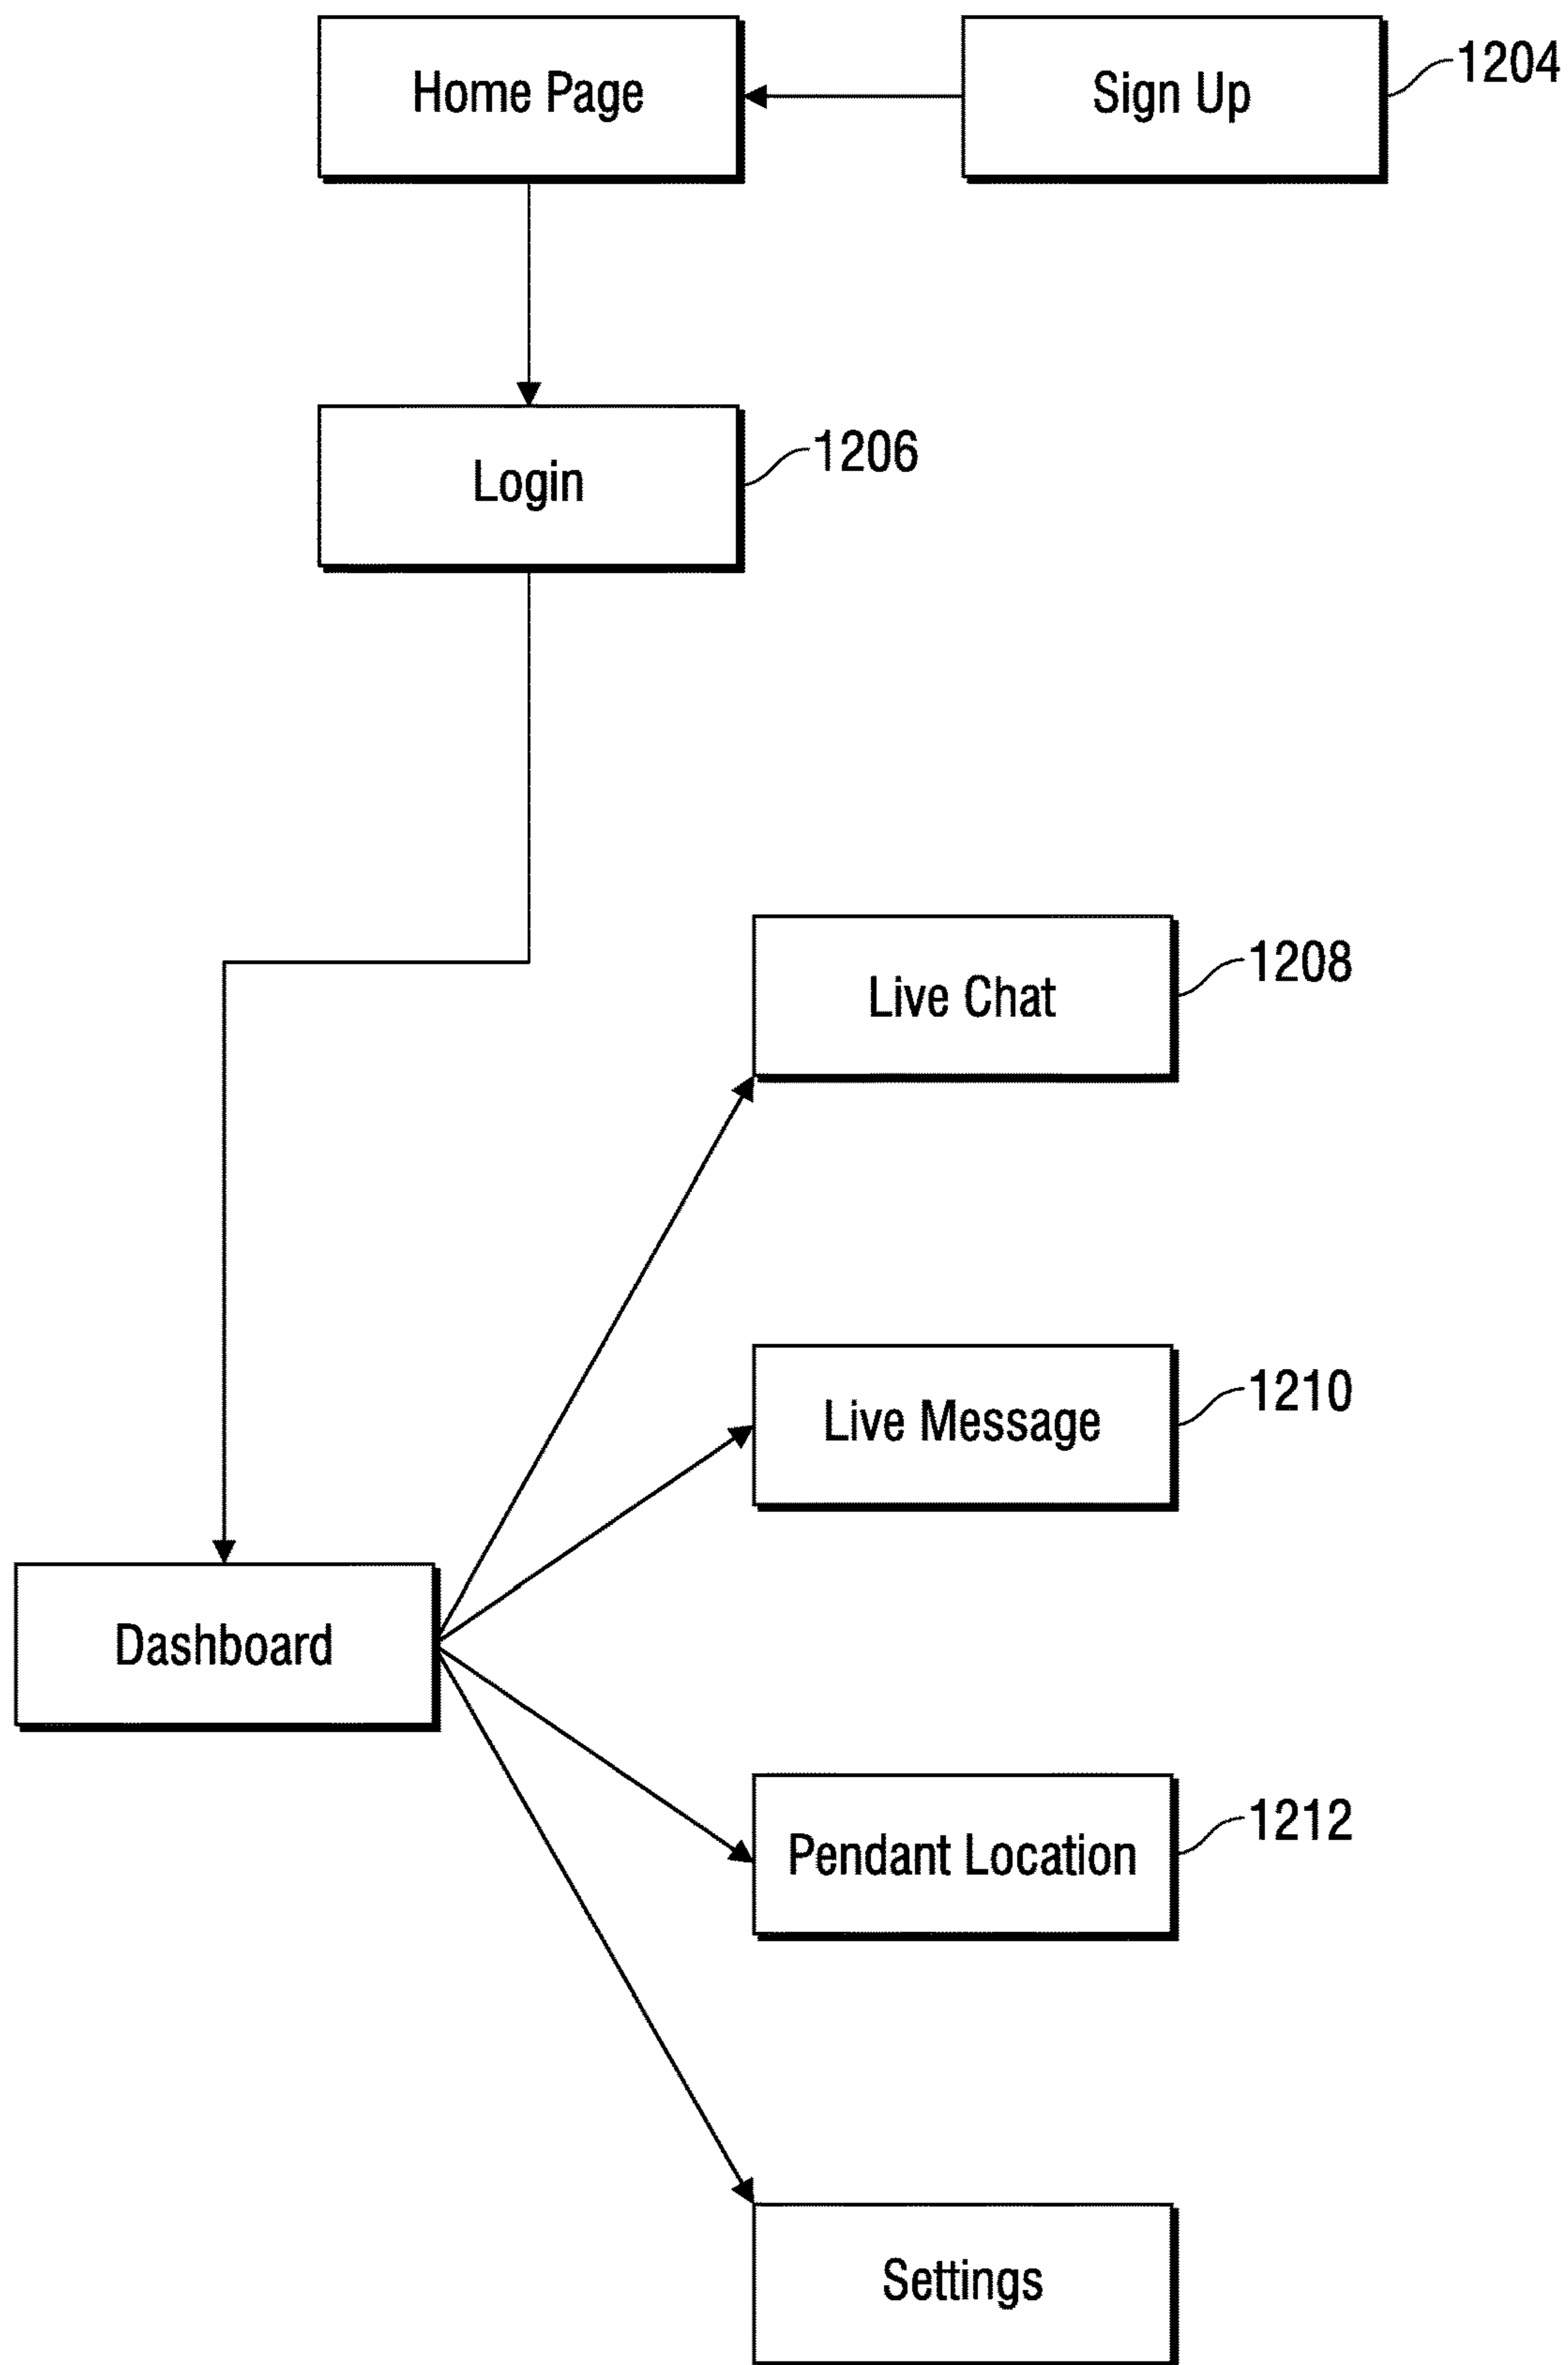 Home Page
Sign Up
1204
Login
1206
Live Chat
1208
Live Message
1210
Dashboard
Pendant Location
1212
Settings